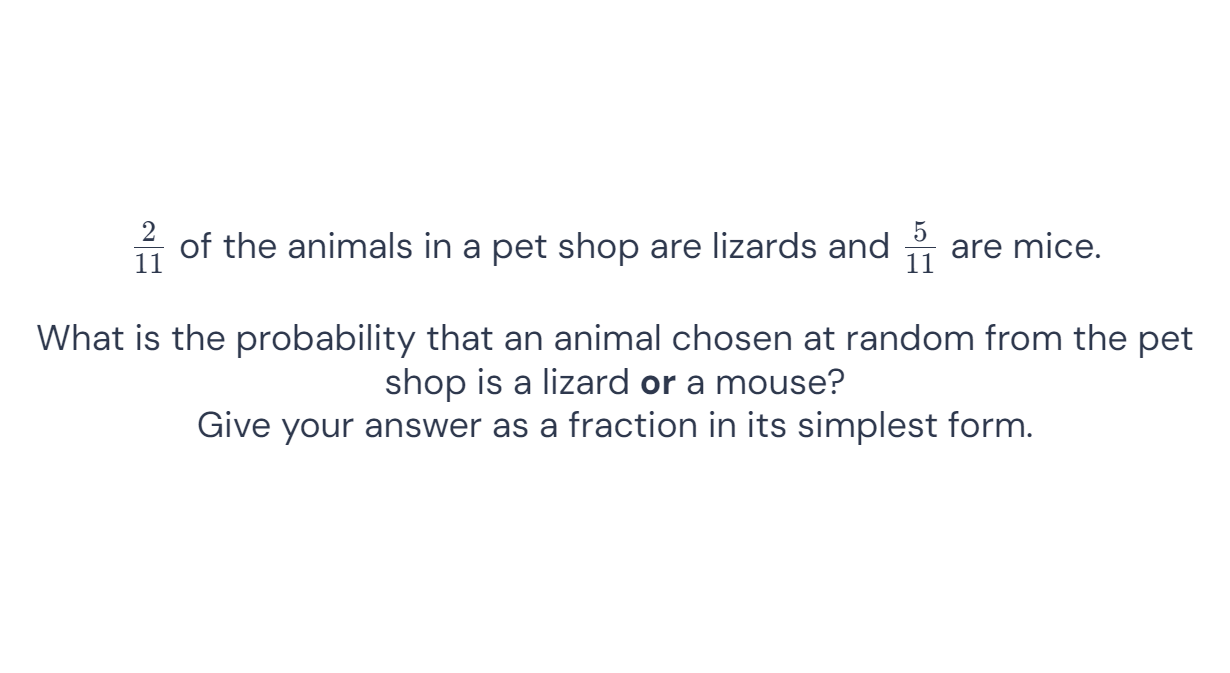 2/11 of the animals in a pet shop are lizards and 5/11 are mice.
What is the probability that an animal chosen at random from the pet
shop is a lizard or a mouse?
Give your answer as a fraction in its simplest form.